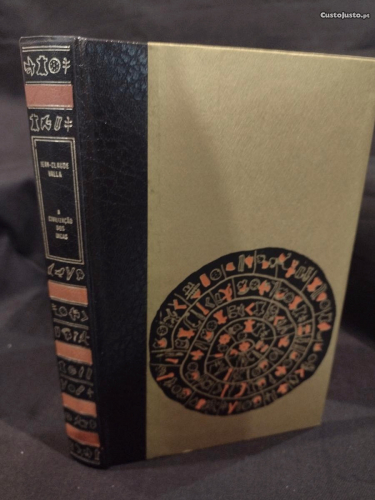 CustoJusto.pt
JEAN-CLAUDE
VALLA
A
CIVILIZAÇÃO
DOS
INCAS